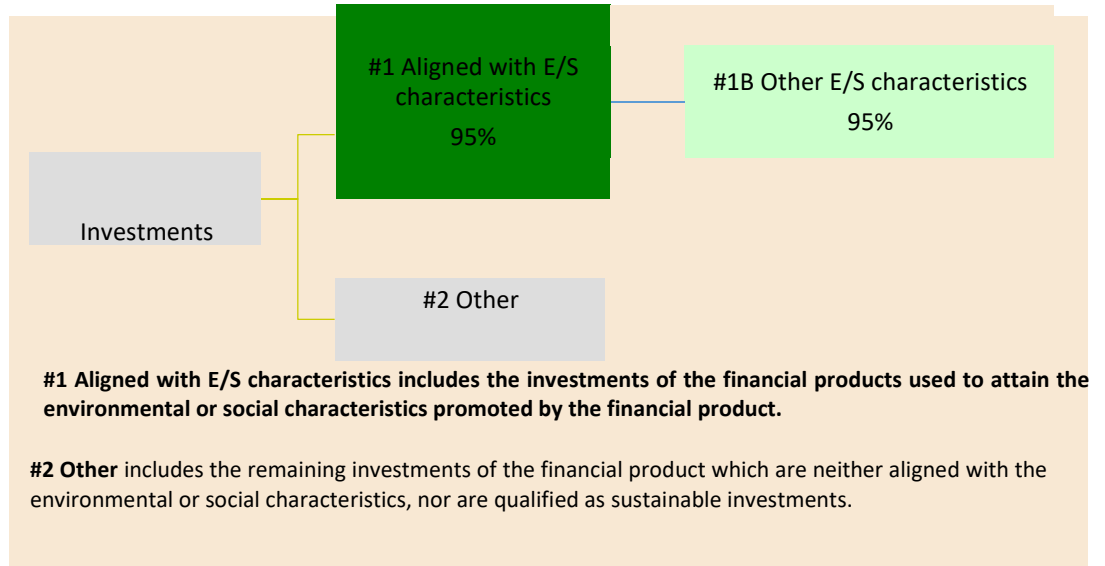 #1 Aligned with E/S
characteristics
95%
#1B Other E/S characteristics
95%
Investments
#2 Other
#1 Aligned with E/S characteristics includes the investments of the financial products used to attain the
environmental or social characteristics promoted by the financial product.
#2 Other includes the remaining investments of the financial product which are neither aligned with the
environmental or social characteristics, nor are qualified as sustainable investments.